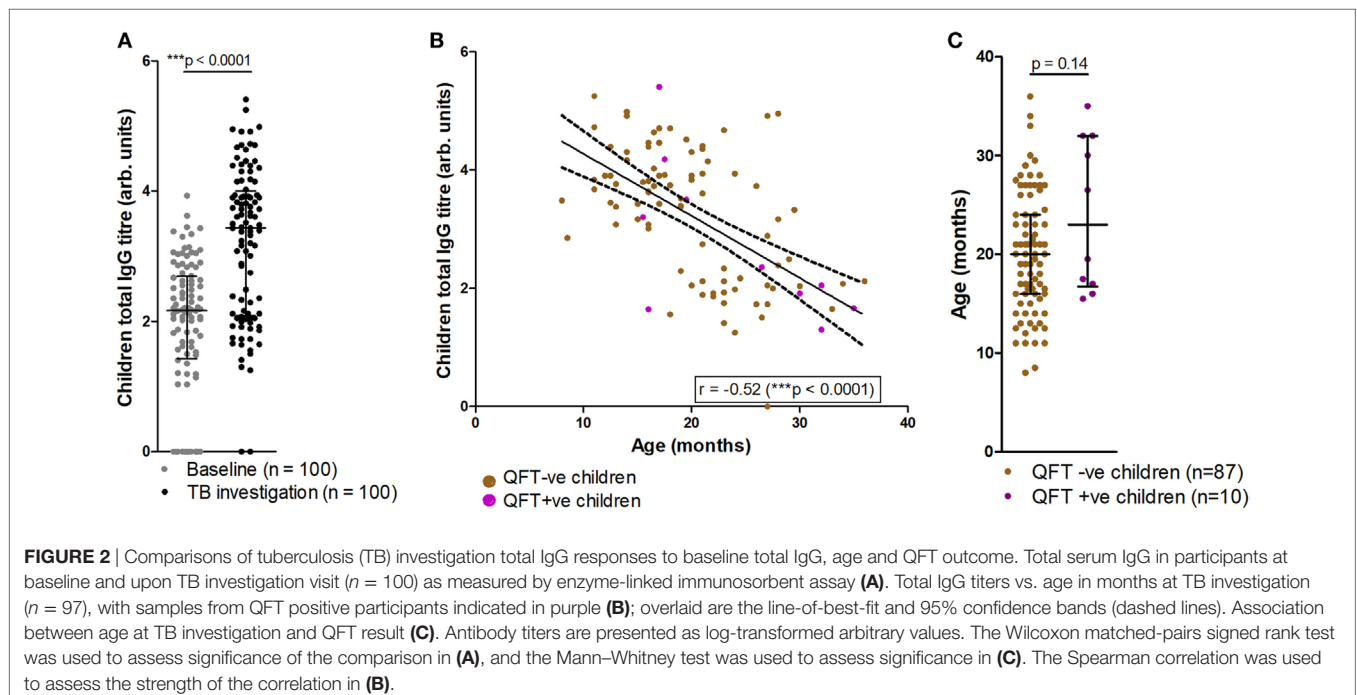 A
***p < 0.0001
Children total IgG titre (arb. units)
6
4
2
0
Baseline (n = 100)
TB investigation (n = 100)
B
Children total IgG titre (arb. units)
6
4
2
0
r = -0.52 (***p < 0.0001)
0 10 20 30 40
Age (months)
QFT-ve children
QFT+ve children
C
p = 0.14
Age (months)
40
30
20
10
0
QFT -ve children (n=87)
QFT +ve children (n=10)
FIGURE 2 | Comparisons of tuberculosis (TB) investigation total IgG responses to baseline total IgG, age and QFT outcome. Total serum IgG in participants at
baseline and upon TB investigation visit (n = 100) as measured by enzyme-linked immunosorbent assay (A). Total IgG titers vs. age in months at TB investigation
(n = 97), with samples from QFT positive participants indicated in purple (B); overlaid are the line-of-best-fit and 95% confidence bands (dashed lines). Association
between age at TB investigation and QFT result (C). Antibody titers are presented as log-transformed arbitrary values. The Wilcoxon matched-pairs signed rank test
was used to assess significance of the comparison in (A), and the Mann–Whitney test was used to assess significance in (C). The Spearman correlation was used
to assess the strength of the correlation in (B).